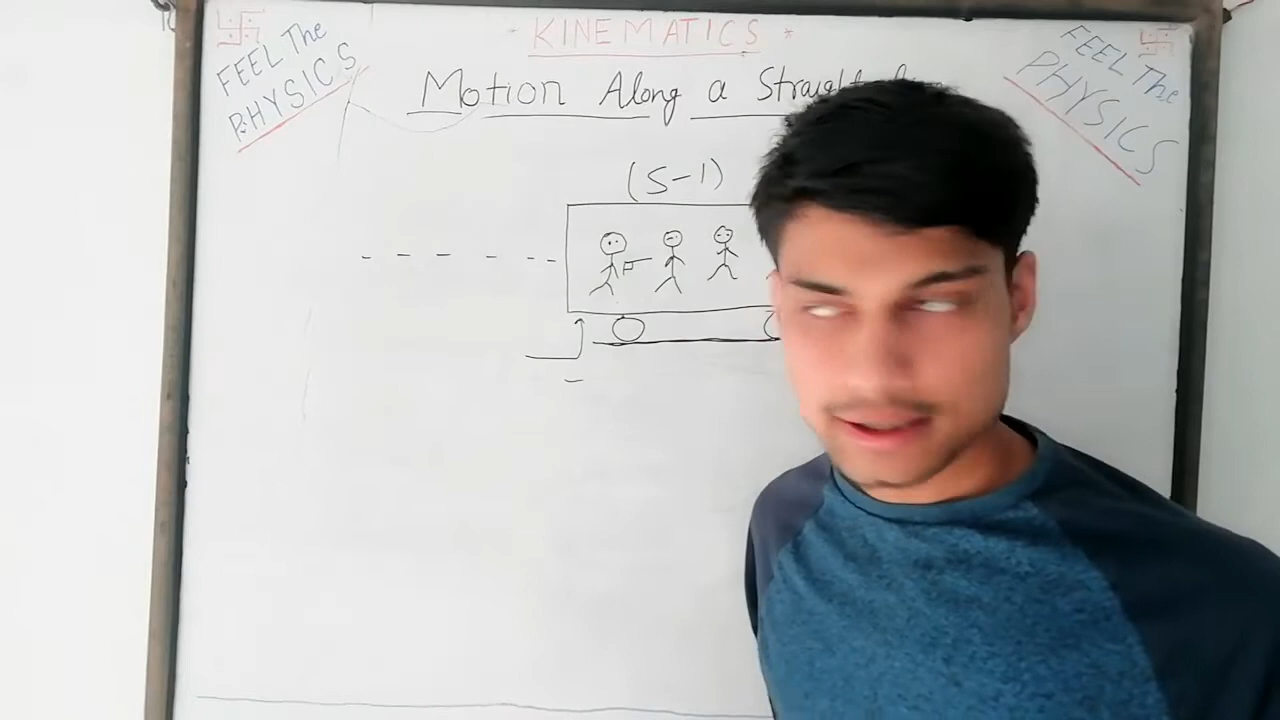 * KINEMATICS *
FEEL The
PHYSICS
FEEL The
PHYSICS
Motion Along a
(S-1)